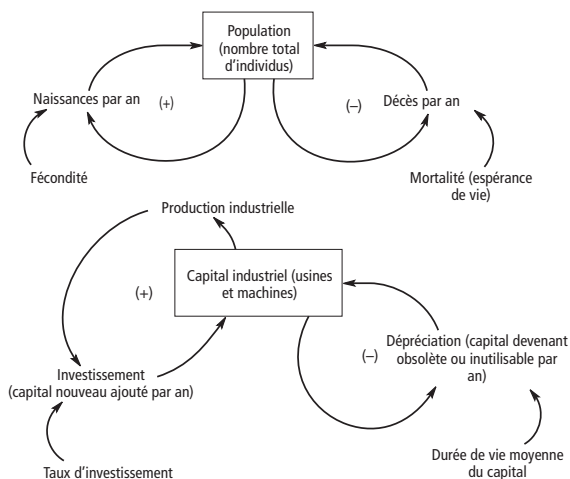 Population
(nombre total
d'individus)
Naissances par an
(+)
(–)
Décès par an
Fécondité
Mortalité (espérance
de vie)
Production industrielle
Capital industriel (usines
et machines)
(+)
(–)
Dépréciation (capital devenant
obsolète ou inutilisable par
an)
Investissement
(capital nouveau ajouté par an)
Taux d'investissement
Durée de vie moyenne
du capital